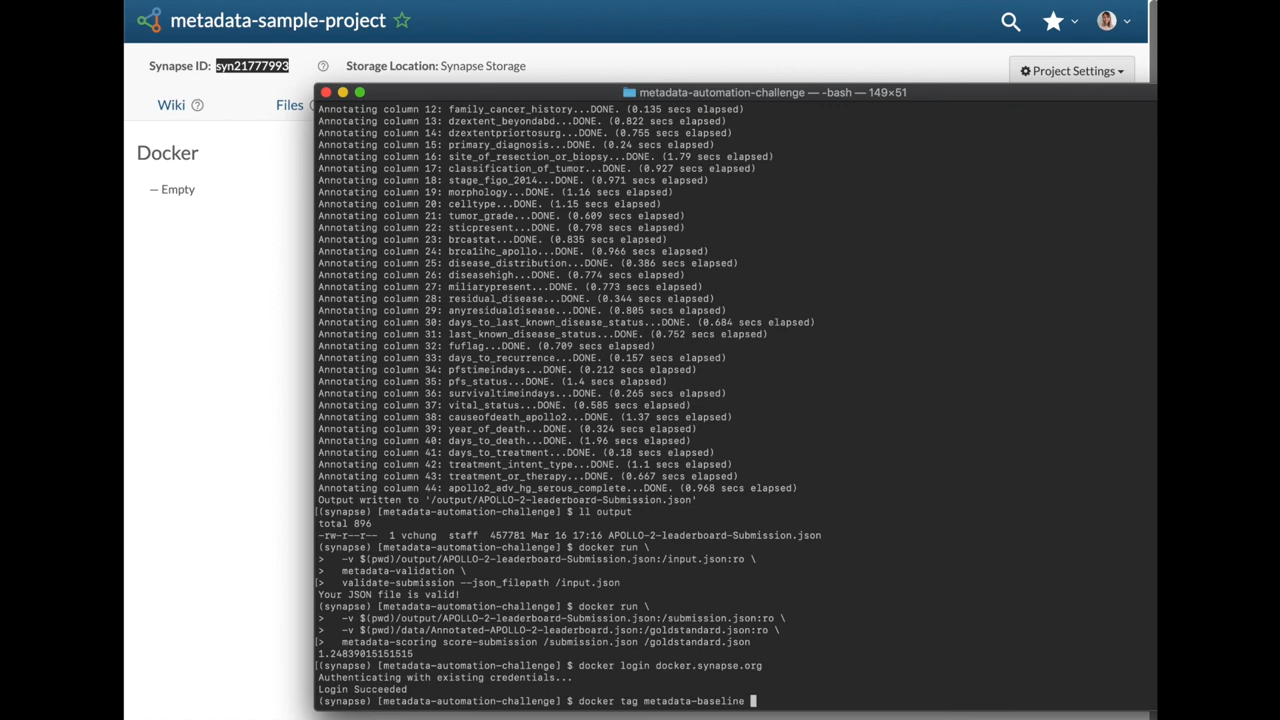 metadata-sample-project
Synapse ID: syn21777993
Storage Location: Synapse Storage
Project Settings
Wiki
Files
metadata-automation-challenge — -bash — 149×51
Docker
— Empty
Annotating column 12: family_cancer_history...DONE. (0.135 secs elapsed)
Annotating column 13: dzextent_beyondabd...DONE. (0.822 secs elapsed)
Annotating column 14: dzextentpriortosurg...DONE. (0.755 secs elapsed)
Annotating column 15: primary_diagnosis...DONE. (0.24 secs elapsed)
Annotating column 16: site_of_resection_or_biopsy...DONE. (1.79 secs elapsed)
Annotating column 17: classification_of_tumor...DONE. (0.927 secs elapsed)
Annotating column 18: stage_figo_2014...DONE. (0.971 secs elapsed)
Annotating column 19: morphology...DONE. (1.16 secs elapsed)
Annotating column 20: celltype...DONE. (1.15 secs elapsed)
Annotating column 21: tumor_grade...DONE. (0.609 secs elapsed)
Annotating column 22: sticpresent...DONE. (0.798 secs elapsed)
Annotating column 23: brcastat...DONE. (0.835 secs elapsed)
Annotating column 24: brca1ihc_apollo...DONE. (0.966 secs elapsed)
Annotating column 25: disease_distribution...DONE. (0.386 secs elapsed)
Annotating column 26: diseasehigh...DONE. (0.774 secs elapsed)
Annotating column 27: miliarypresent...DONE. (0.773 secs elapsed)
Annotating column 28: residual_disease...DONE. (0.344 secs elapsed)
Annotating column 29: anyresidualdisease...DONE. (0.805 secs elapsed)
Annotating column 30: days_to_last_known_disease_status...DONE. (0.684 secs elapsed)
Annotating column 31: last_known_disease_status...DONE. (0.752 secs elapsed)
Annotating column 32: fuflag...DONE. (0.709 secs elapsed)
Annotating column 33: days_to_recurrence...DONE. (0.157 secs elapsed)
Annotating column 34: pfstimeindays...DONE. (0.212 secs elapsed)
Annotating column 35: pfs_status...DONE. (1.4 secs elapsed)
Annotating column 36: survivaltimeindays...DONE. (0.265 secs elapsed)
Annotating column 37: vital_status...DONE. (0.585 secs elapsed)
Annotating column 38: causeofdeath_apollo2...DONE. (1.37 secs elapsed)
Annotating column 39: year_of_death...DONE. (0.324 secs elapsed)
Annotating column 40: days_to_death...DONE. (1.96 secs elapsed)
Annotating column 41: days_to_treatment...DONE. (0.18 secs elapsed)
Annotating column 42: treatment_intent_type...DONE. (1.1 secs elapsed)
Annotating column 43: treatment_or_therapy...DONE. (0.667 secs elapsed)
Annotating column 44: apollo2_adv_hg_serous_complete...DONE. (0.968 secs elapsed)
Output written to '/output/APOLLO-2-leaderboard-Submission.json'
[(synapse) [metadata-automation-challenge] $ ll output
total 896
-rw-r--r--  1 vchung  staff  457781 Mar 16 17:16 APOLLO-2-leaderboard-Submission.json
(synapse) [metadata-automation-challenge] $ docker run \
>   -v $(pwd)/output/APOLLO-2-leaderboard-Submission.json:/input.json:ro \
>   metadata-validation \
[>   validate-submission --json_filepath /input.json
Your JSON file is valid!
(synapse) [metadata-automation-challenge] $ docker run \
>   -v $(pwd)/output/APOLLO-2-leaderboard-Submission.json:/submission.json:ro \
>   -v $(pwd)/data/Annotated-APOLLO-2-leaderboard.json:/goldstandard.json:ro \
[>   metadata-scoring score-submission /submission.json /goldstandard.json
1.24839015151515
[(synapse) [metadata-automation-challenge] $ docker login docker.synapse.org
Authenticating with existing credentials...
Login Succeeded
(synapse) [metadata-automation-challenge] $ docker tag metadata-baseline